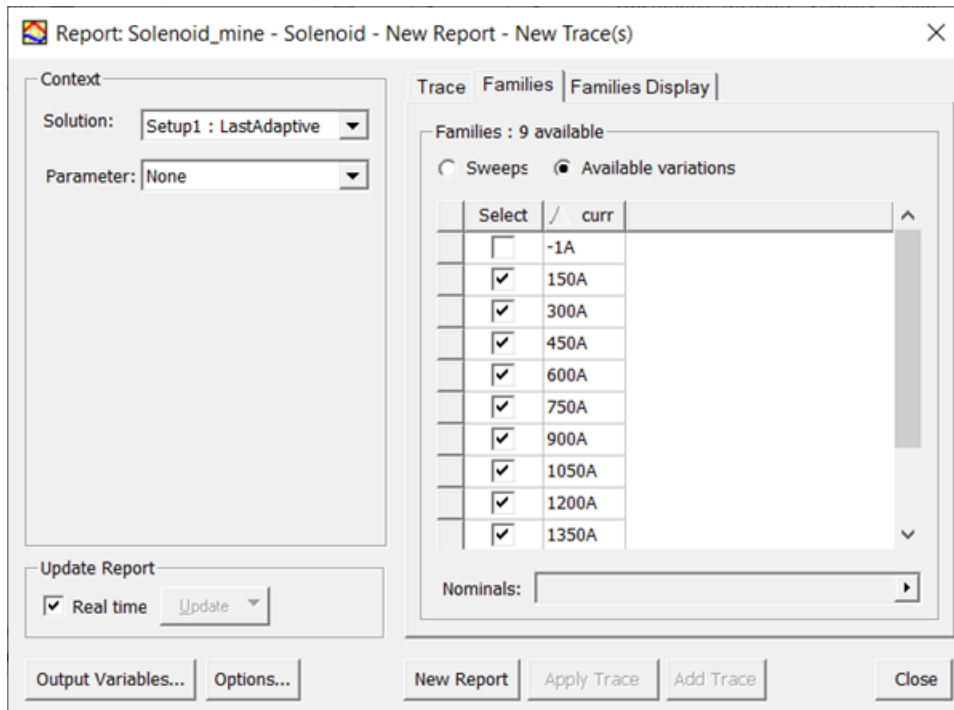 Report: Solenoid_mine - Solenoid - New Report - New Trace(s)
Context
Solution: Setup1 : LastAdaptive
Parameter: None
Update Report
Real time Update
Output Variables... Options...
Trace Families Families Display
Families : 9 available
Sweeps Available variations
Select curr
-1A
150A
300A
450A
600A
750A
900A
1050A
1200A
1350A
Nominals:
New Report Apply Trace Add Trace Close